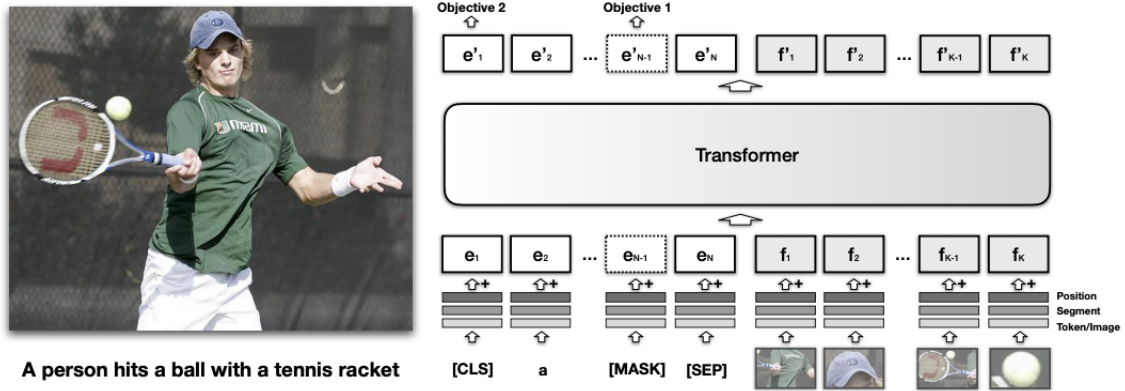 Objective 2 Objective 1
e'1 e'2 ... e'N-1 e'N f'1 f'2 ... f'K-1 f'K
MIAMI
Transformer
e1 e2 ... eN-1 eN f1 f2 ... fK-1 fK
+ + + + + + + +
Position
Segment
Token/Image
[CLS] a [MASK] [SEP]
A person hits a ball with a tennis racket